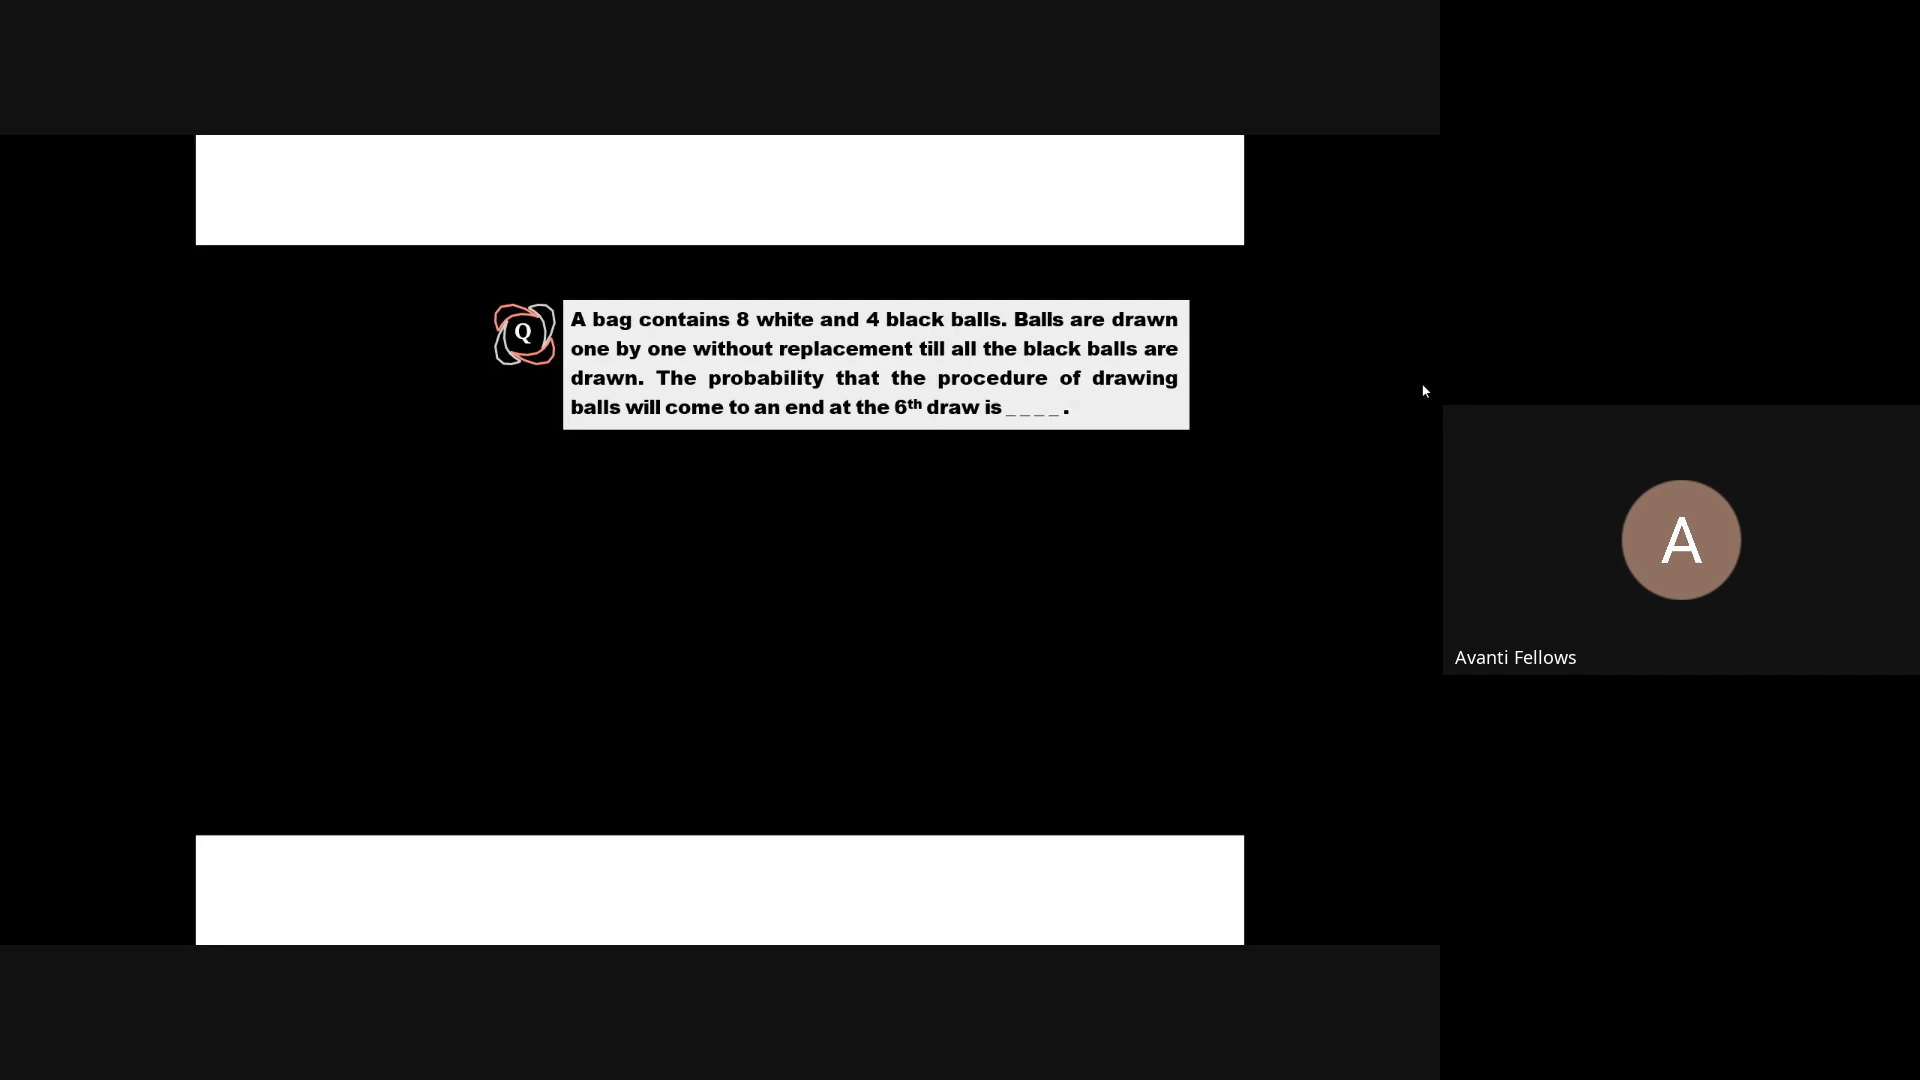 Q
A bag contains 8 white and 4 black balls. Balls are drawn
one by one without replacement till all the black balls are
drawn. The probability that the procedure of drawing
balls will come to an end at the 6th draw is _ _ _ _ .
A
Avanti Fellows